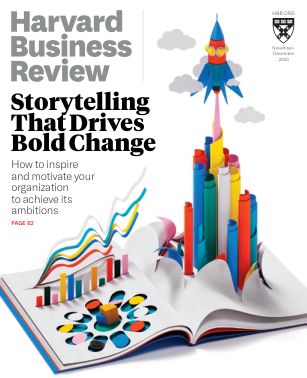 Harvard
Business
Review
HBR.ORG
November–
December
2023
Storytelling
That Drives
Bold Change
How to inspire
and motivate your
organization
to achieve its
ambitions
PAGE 62